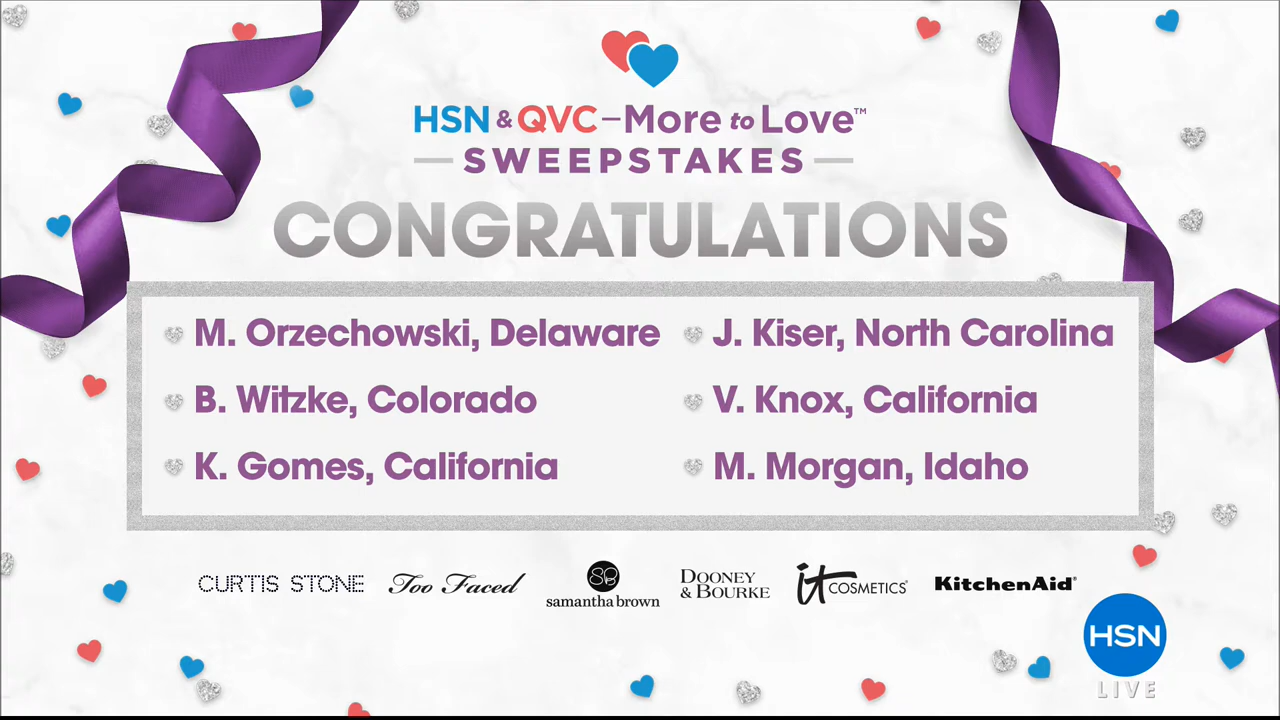 HSN & QVC – More to Love™
SWEEPSTAKES
CONGRATULATIONS
M. Orzechowski, Delaware
B. Witzke, Colorado
K. Gomes, California
J. Kiser, North Carolina
V. Knox, California
M. Morgan, Idaho
CURTIS STONE
Too Faced
SB
samantha brown
DOONEY
& BOURKE
it COSMETICS®
KitchenAid®
HSN
LIVE